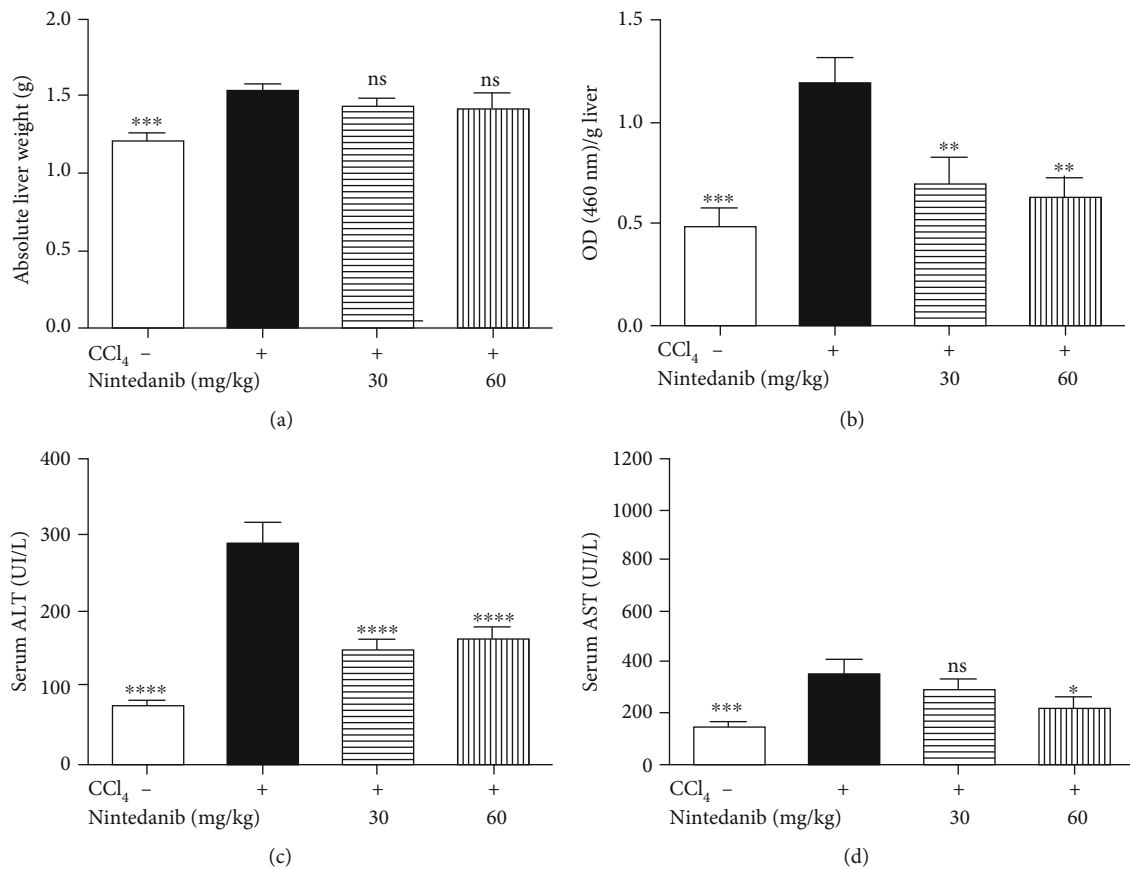 2.0
1.5
1.0
0.5
0.0
Absolute liver weight (g)
***
ns
ns
CCl4 – + + +
Nintedanib (mg/kg) 30 60
(a)
1.5
1.0
0.5
0.0
OD (460 nm)/g liver
***
**
**
CCl4 – + + +
Nintedanib (mg/kg) 30 60
(b)
400
300
200
100
0
Serum ALT (UI/L)
****
****
****
CCl4 – + + +
Nintedanib (mg/kg) 30 60
(c)
1200
1000
800
600
400
200
0
Serum AST (UI/L)
***
ns
*
CCl4 – + + +
Nintedanib (mg/kg) 30 60
(d)